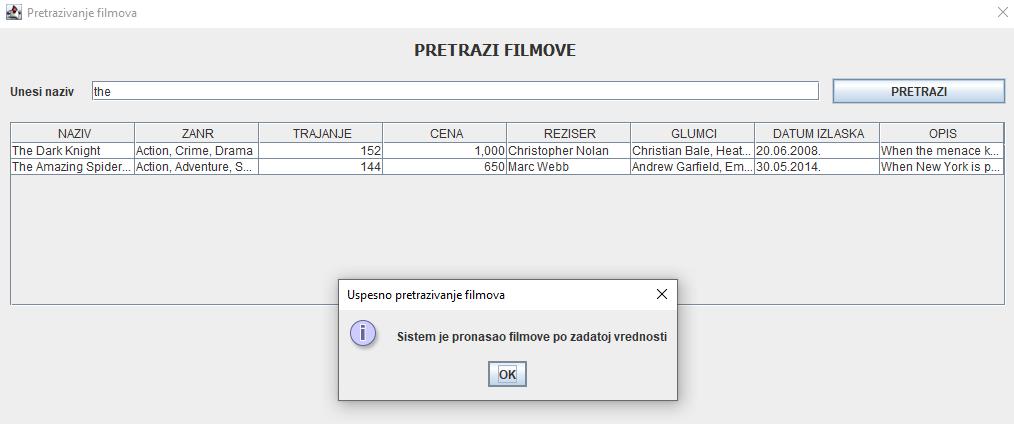 Pretrazivanje filmova
PRETRAZI FILMOVE
Unesi naziv the PRETRAZI
NAZIV ZANR TRAJANJE CENA REZISER GLUMCI DATUM IZLASKA OPIS
The Dark Knight Action, Crime, Drama 152 1,000 Christopher Nolan Christian Bale, Heat... 20.06.2008. When the menace k...
The Amazing Spider... Action, Adventure, S... 144 650 Marc Webb Andrew Garfield, Em... 30.05.2014. When New York is p...
Uspesno pretrazivanje filmova
Sistem je pronasao filmove po zadatoj vrednosti
OK